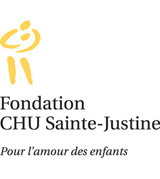 Fondation
CHU Sainte-Justine
Pour l'amour des enfants